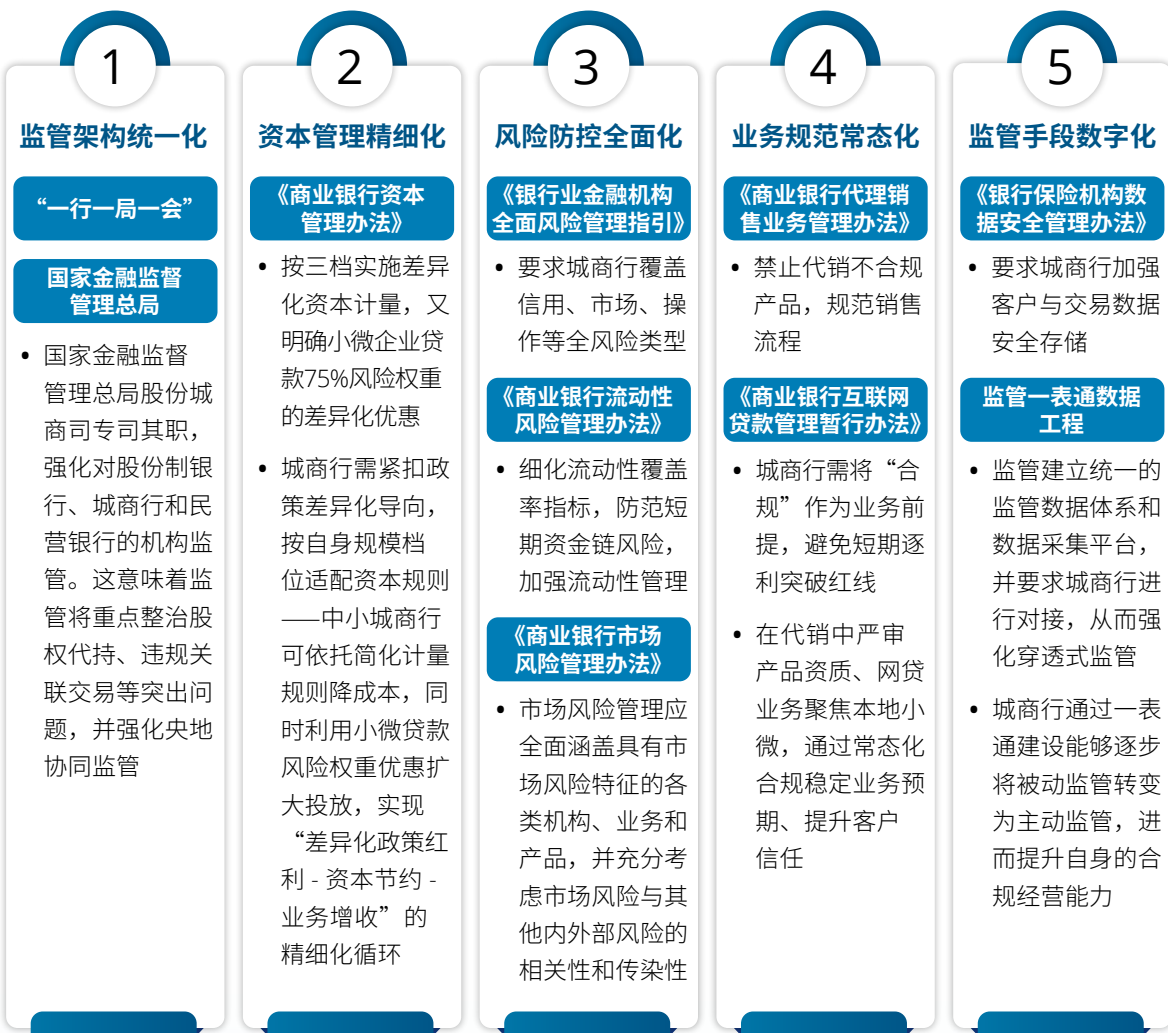 1
监管架构统一化
“一行一局一会”
国家金融监督
管理总局
• 国家金融监督
管理总局股份城
商司专司其职，
强化对股份制银
行、城商行和民
营银行的机构监
管。这意味着监
管将重点整治股
权代持、违规关
联交易等突出问
题，并强化央地
协同监管
2
资本管理精细化
《商业银行资本
管理办法》
• 按三档实施差异
化资本计量，又
明确小微企业贷
款75%风险权重
的差异化优惠
• 城商行需紧扣政
策差异化导向，
按自身规模档
位适配资本规则
——中小城商行
可依托简化计量
规则降成本，同
时利用小微贷款
风险权重优惠扩
大投放，实现
“差异化政策红
利 - 资本节约 -
业务增收”的
精细化循环
3
风险防控全面化
《银行业金融机构
全面风险管理指引》
• 要求城商行覆盖
信用、市场、操
作等全风险类型
《商业银行流动性
风险管理办法》
• 细化流动性覆盖
率指标，防范短
期资金链风险，
加强流动性管理
《商业银行市场
风险管理办法》
• 市场风险管理应
全面涵盖具有市
场风险特征的各
类机构、业务和
产品，并充分考
虑市场风险与其
他内外部风险的
相关性和传染性
4
业务规范常态化
《商业银行代理销
售业务管理办法》
• 禁止代销不合规
产品，规范销售
流程
《商业银行互联网
贷款管理暂行办法》
• 城商行需将“合
规”作为业务前
提，避免短期逐
利突破红线
• 在代销中严审
产品资质、网贷
业务聚焦本地小
微，通过常态化
合规稳定业务预
期、提升客户
信任
5
监管手段数字化
《银行保险机构数
据安全管理办法》
• 要求城商行加强
客户与交易数据
安全存储
监管一表通数据
工程
• 监管建立统一的
监管数据体系和
数据采集平台，
并要求城商行进
行对接，从而强
化穿透式监管
• 城商行通过一表
通建设能够逐步
将被动监管转变
为主动监管，进
而提升自身的合
规经营能力